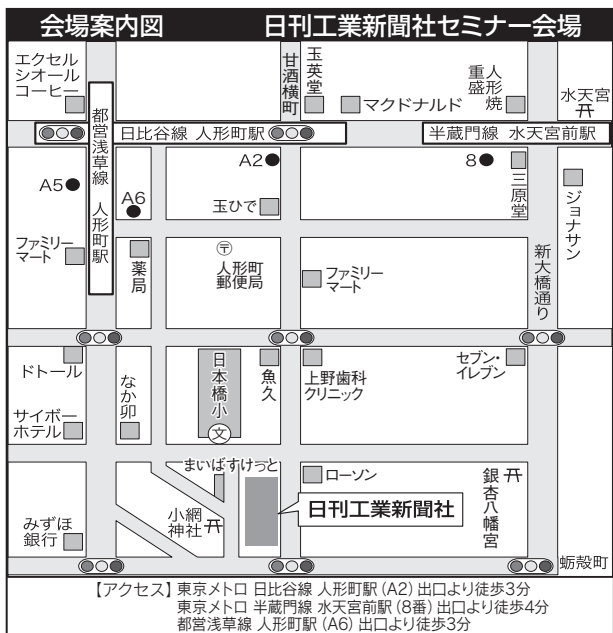 会場案内図 日刊工業新聞社セミナー会場
エクセル
シオール
コーヒー
都営浅草線 人形町駅
甘酒横町
玉英堂
マクドナルド
人形焼
重盛
水天宮
日比谷線 人形町駅
半蔵門線 水天宮前駅
A5
A6
A2
8
三原堂
ジョナサン
玉ひで
ファミリー
マート
薬局
〒
人形町
郵便局
ファミリー
マート
新大橋通り
ドトール
なか卯
日本橋小
文
魚久
上野歯科
クリニック
セブン・
イレブン
サイボー
ホテル
まいばすけっと
ローソン
銀杏八幡宮
日刊工業新聞社
小網
神社
みずほ
銀行
蛎殻町
【アクセス】東京メトロ 日比谷線 人形町駅(A2)出口より徒歩3分
東京メトロ 半蔵門線 水天宮前駅(8番)出口より徒歩4分
都営浅草線 人形町駅(A6)出口より徒歩3分